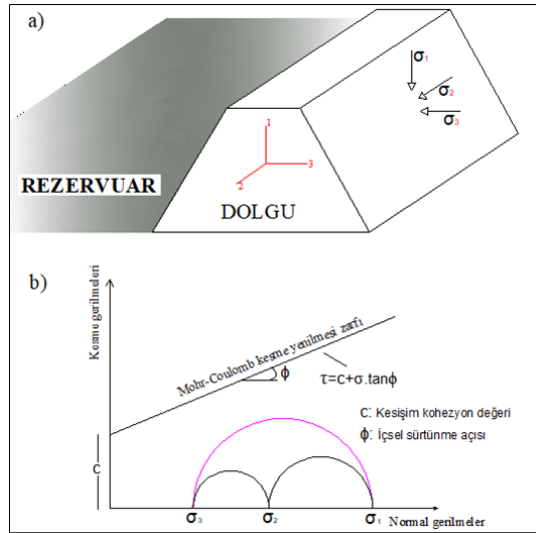 a)
σ1
σ2
σ3
1
3
2
REZERVUAR
DOLGU
b)
Kesme gerilmeleri
Mohr-Coulomb kesme yenilmesi zarfı
ϕ
τ=c+σ.tanϕ
C: Kesişim kohezyon değeri
ϕ: İçsel sürtünme açısı
C
σ3
σ2
σ1
Normal gerilmeler